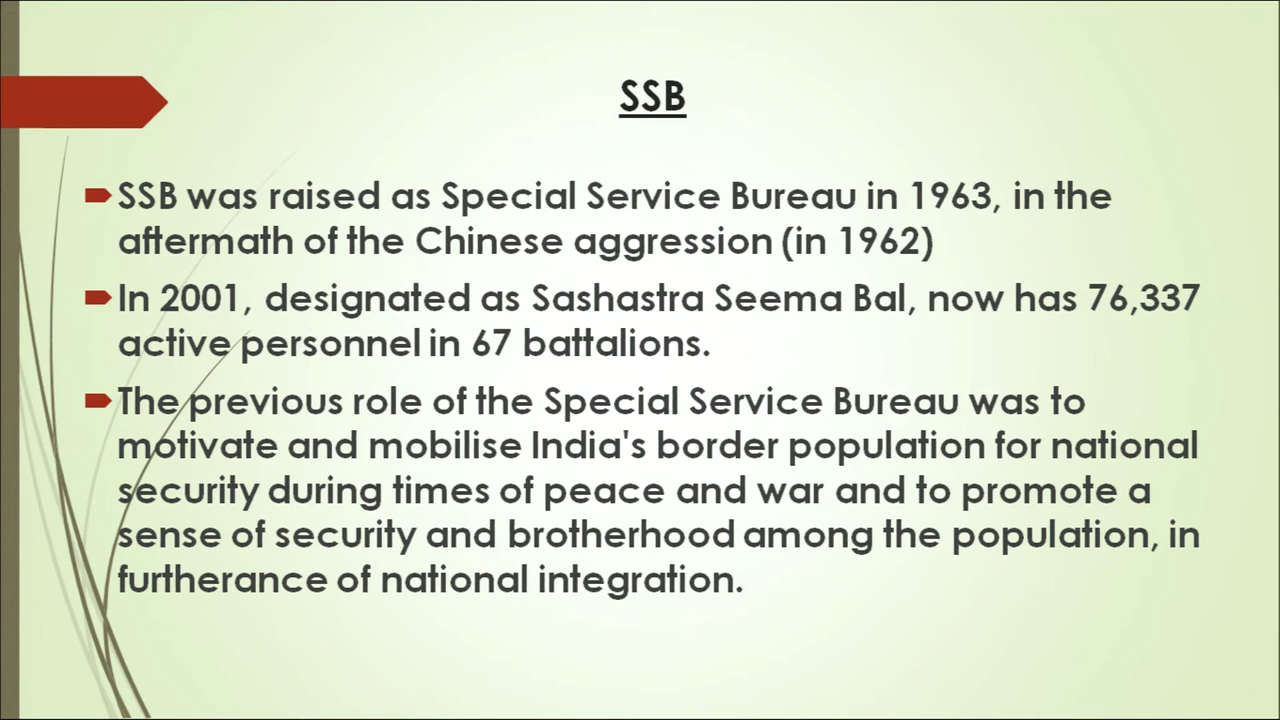 SSB
SSB was raised as Special Service Bureau in 1963, in the
aftermath of the Chinese aggression (in 1962)
In 2001, designated as Sashastra Seema Bal, now has 76,337
active personnel in 67 battalions.
The previous role of the Special Service Bureau was to
motivate and mobilise India's border population for national
security during times of peace and war and to promote a
sense of security and brotherhood among the population, in
furtherance of national integration.